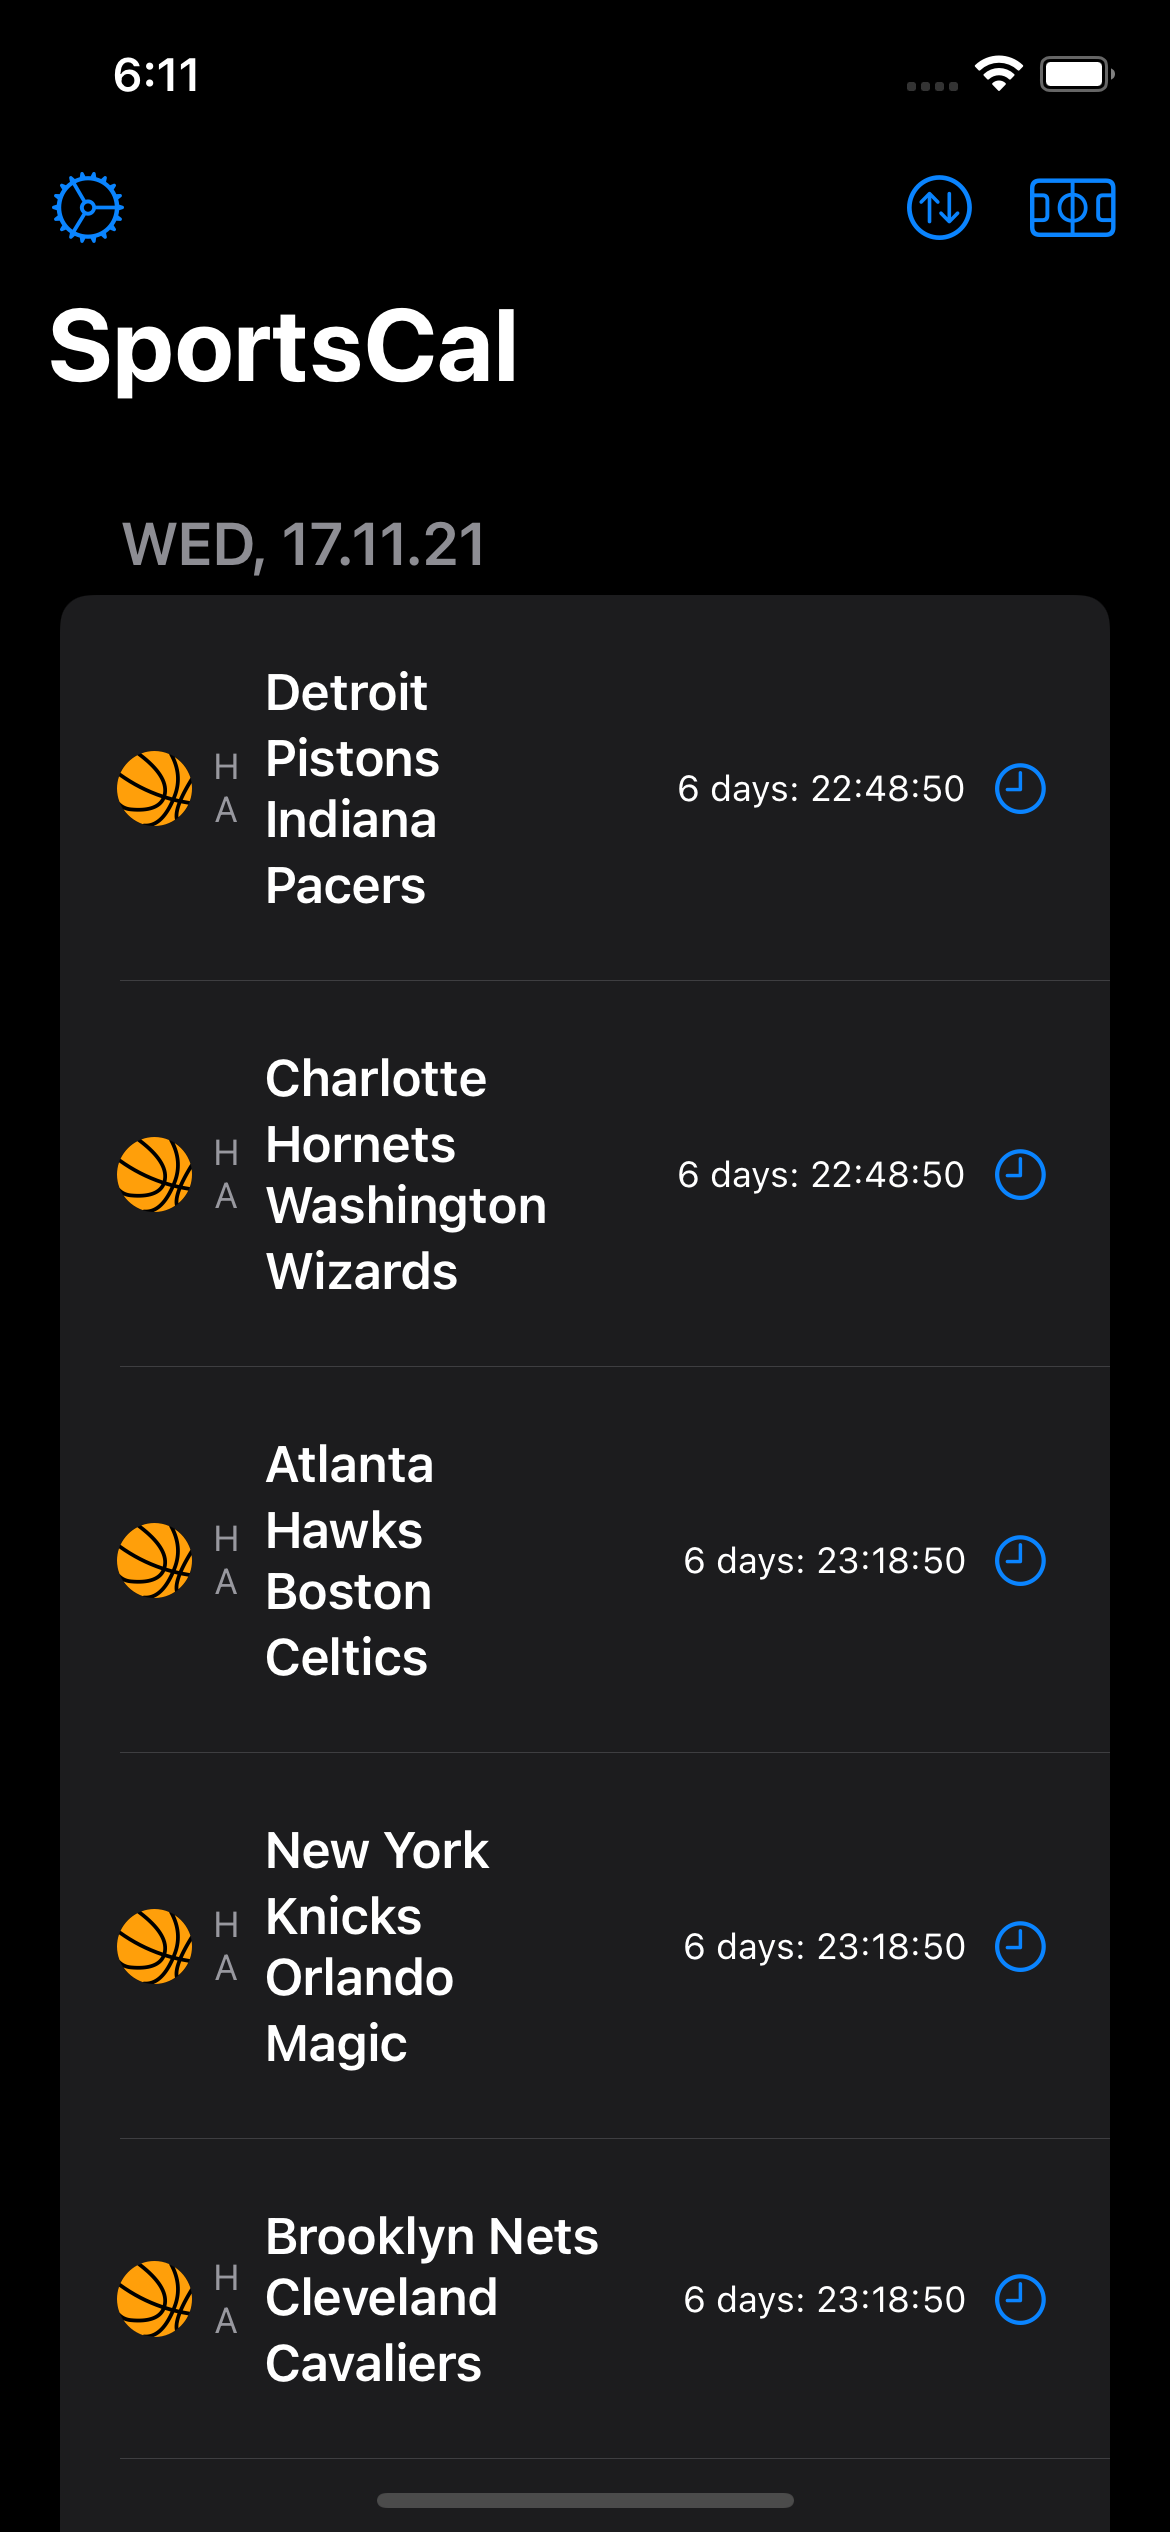 6:11
SportsCal
WED, 17.11.21
H
A
Detroit
Pistons
Indiana
Pacers
6 days: 22:48:50
H
A
Charlotte
Hornets
Washington
Wizards
6 days: 22:48:50
H
A
Atlanta
Hawks
Boston
Celtics
6 days: 23:18:50
H
A
New York
Knicks
Orlando
Magic
6 days: 23:18:50
H
A
Brooklyn Nets
Cleveland
Cavaliers
6 days: 23:18:50